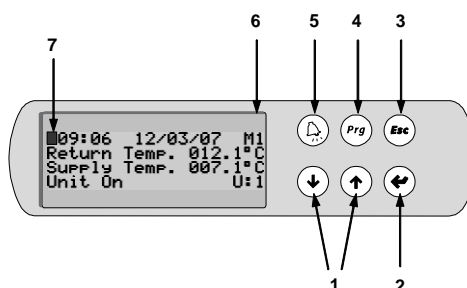 7 6 5 4 3
09:06 12/03/07 M1
Return Temp. 012.1°C
Supply Temp. 007.1°C
Unit On U:1
Prg Esc
1 2